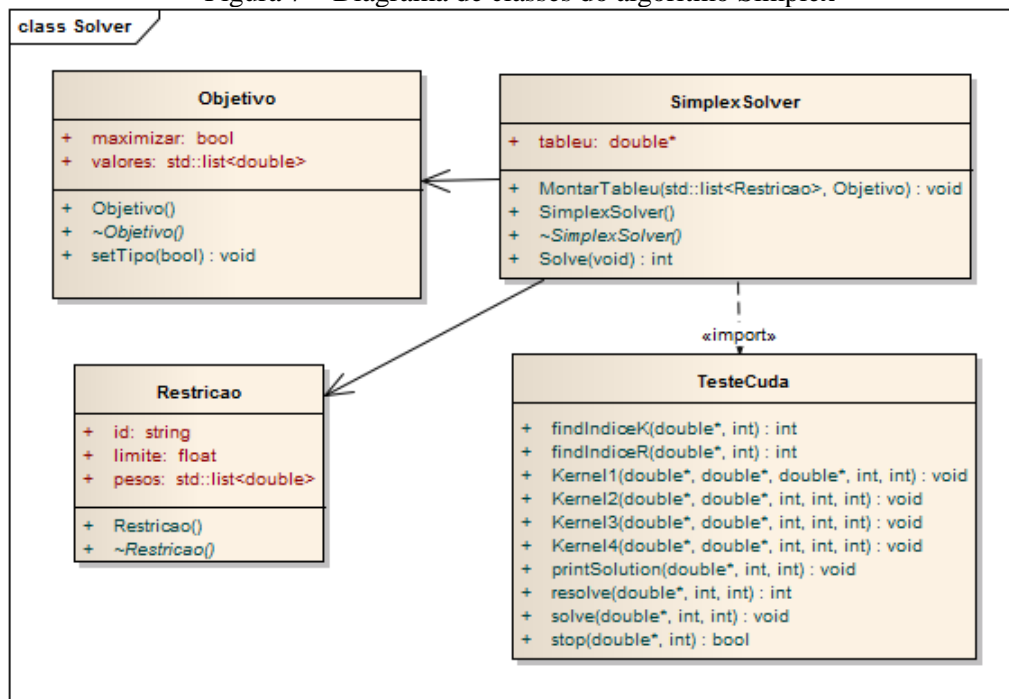 class Solver
Objetivo
+ maximizar: bool
+ valores: std::list<double>
+ Objetivo()
+ ~Objetivo()
+ setTipo(bool) : void
SimplexSolver
+ tableu: double*
+ MontarTableu(std::list<Restricao>, Objetivo) : void
+ SimplexSolver()
+ ~SimplexSolver()
+ Solve(void) : int
«import»
Restricao
+ id: string
+ limite: float
+ pesos: std::list<double>
+ Restricao()
+ ~Restricao()
TesteCuda
+ findIndiceK(double*, int) : int
+ findIndiceR(double*, int) : int
+ Kernel1(double*, double*, double*, int, int) : void
+ Kernel2(double*, double*, int, int, int) : void
+ Kernel3(double*, double*, int, int, int) : void
+ Kernel4(double*, double*, int, int, int) : void
+ printSolution(double*, int, int) : void
+ resolve(double*, int, int) : int
+ solve(double*, int, int) : void
+ stop(double*, int) : bool